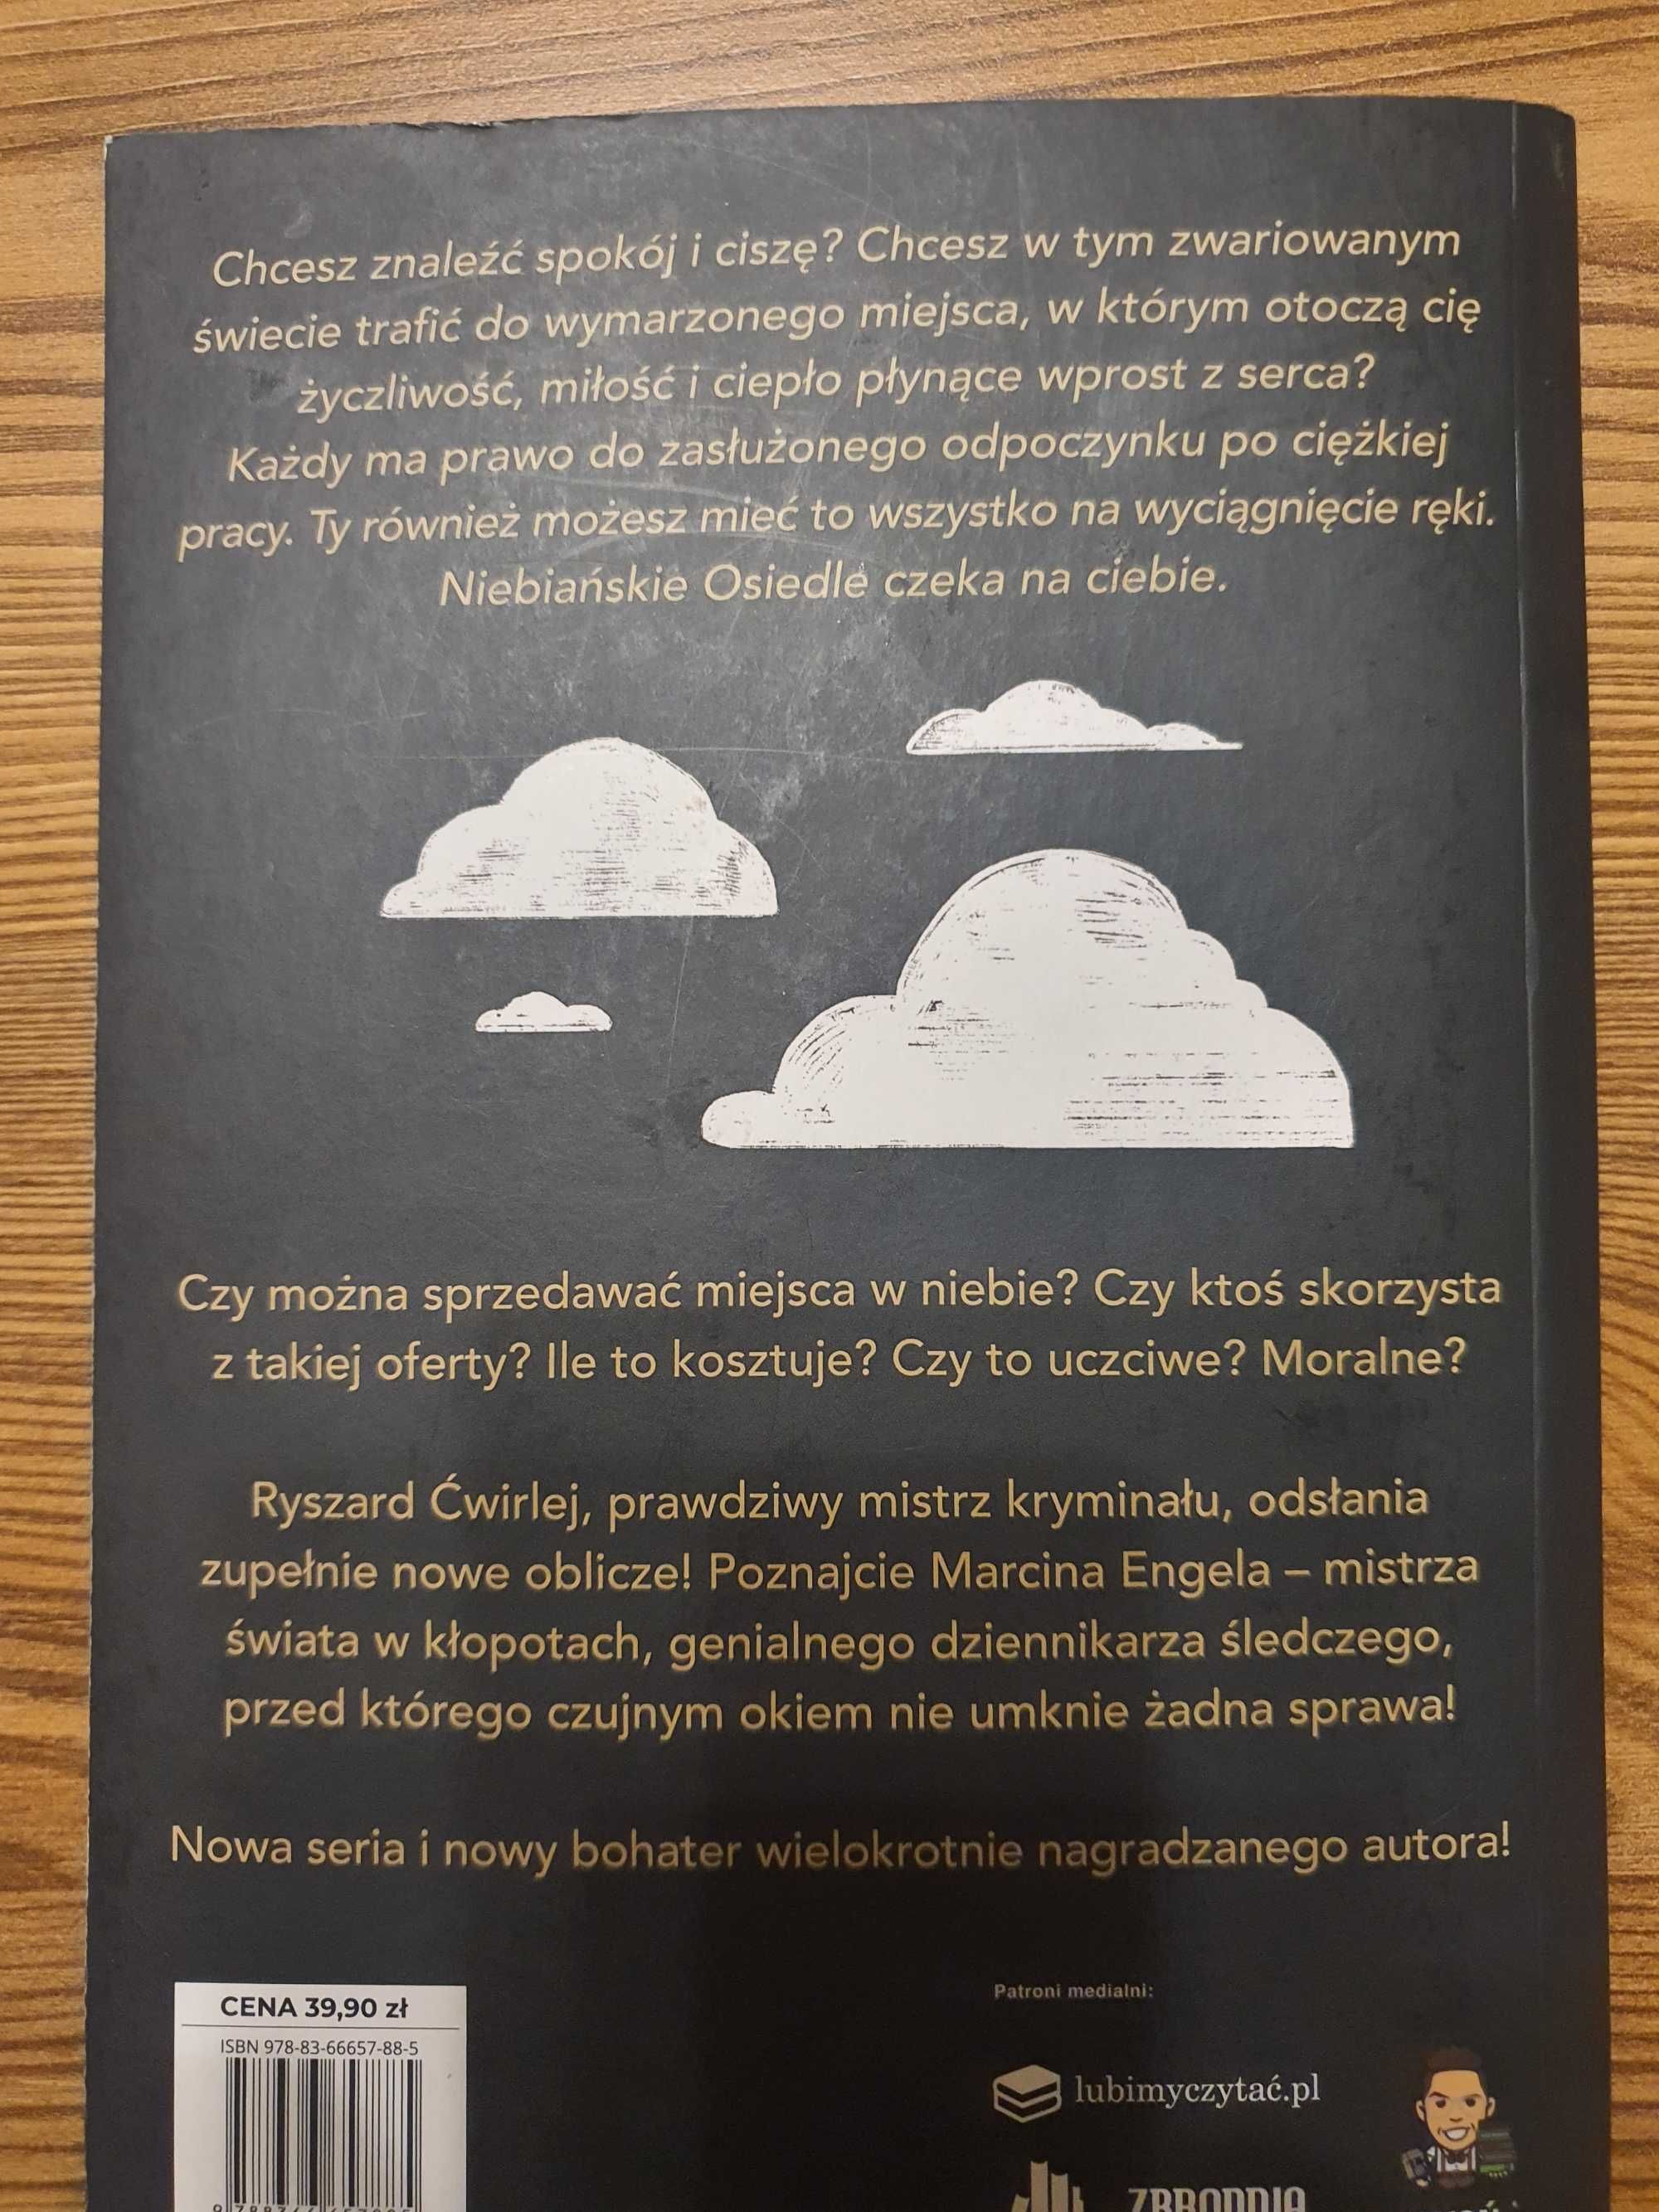 Chcesz znaleźć spokój i ciszę? Chcesz w tym zwariowanym
świecie trafić do wymarzonego miejsca, w którym otoczą cię
życzliwość, miłość i ciepło płynące wprost z serca?
Każdy ma prawo do zasłużonego odpoczynku po ciężkiej
pracy. Ty również możesz mieć to wszystko na wyciągnięcie ręki.
Niebiańskie Osiedle czeka na ciebie.
Czy można sprzedawać miejsca w niebie? Czy ktoś skorzysta
z takiej oferty? Ile to kosztuje? Czy to uczciwe? Moralne?
Ryszard Ćwirlej, prawdziwy mistrz kryminału, odsłania
zupełnie nowe oblicze! Poznajcie Marcina Engela – mistrza
świata w kłopotach, genialnego dziennikarza śledczego,
przed którego czujnym okiem nie umknie żadna sprawa!
Nowa seria i nowy bohater wielokrotnie nagradzanego autora!
CENA 39,90 zł
ISBN 978-83-66657-88-5
Patroni medialni:
lubimyczytać.pl
ZBRODNIA